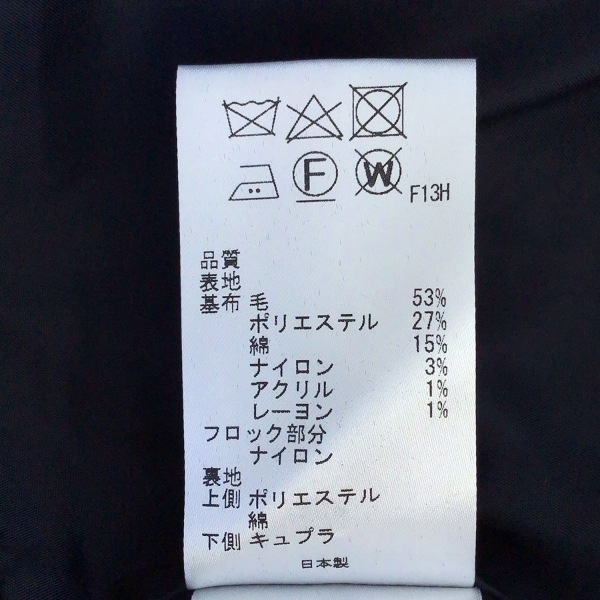 F W F13H
品質
表地
基布 毛 53%
ポリエステル 27%
綿 15%
ナイロン 3%
アクリル 1%
レーヨン 1%
フロック部分
ナイロン
裏地
上側 ポリエステル
綿
下側 キュプラ
日本製